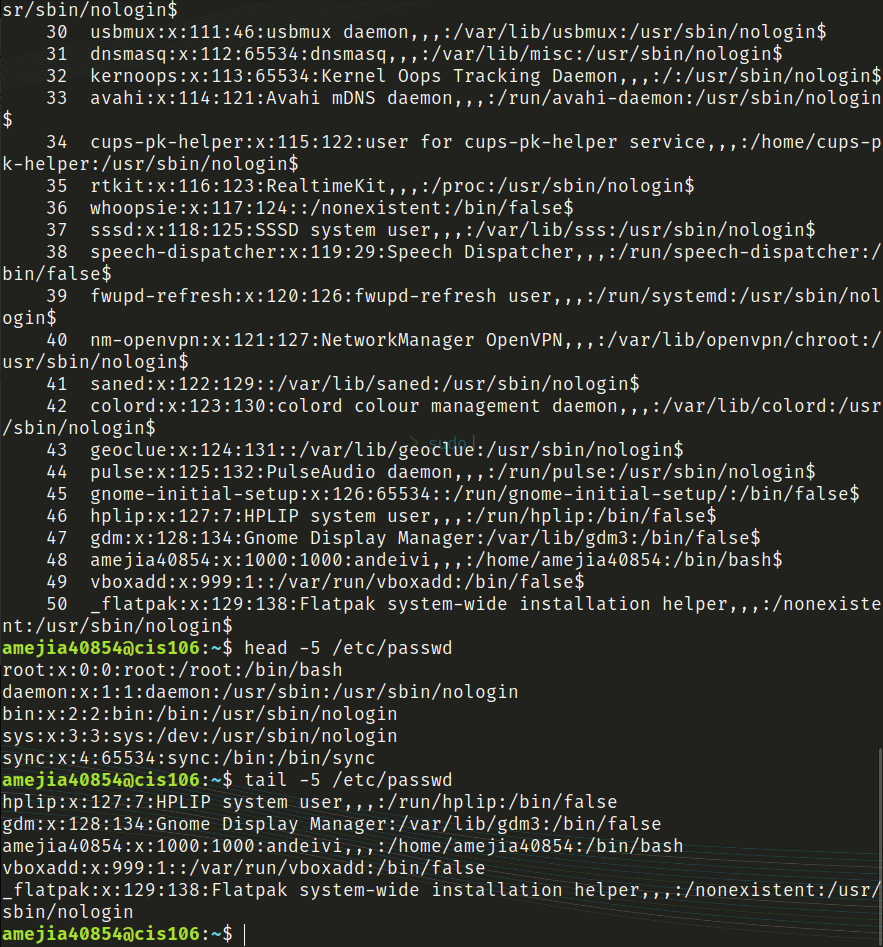 sr/sbin/nologin$
    30  usbmux:x:111:46:usbmux daemon,,,:/var/lib/usbmux:/usr/sbin/nologin$
    31  dnsmasq:x:112:65534:dnsmasq,,,:/var/lib/misc:/usr/sbin/nologin$
    32  kernoops:x:113:65534:Kernel Oops Tracking Daemon,,,:/:/usr/sbin/nologin$
    33  avahi:x:114:121:Avahi mDNS daemon,,,:/run/avahi-daemon:/usr/sbin/nologin
$
    34  cups-pk-helper:x:115:122:user for cups-pk-helper service,,,:/home/cups-p
k-helper:/usr/sbin/nologin$
    35  rtkit:x:116:123:RealtimeKit,,,:/proc:/usr/sbin/nologin$
    36  whoopsie:x:117:124::/nonexistent:/bin/false$
    37  sssd:x:118:125:SSSD system user,,,:/var/lib/sss:/usr/sbin/nologin$
    38  speech-dispatcher:x:119:29:Speech Dispatcher,,,:/run/speech-dispatcher:/
bin/false$
    39  fwupd-refresh:x:120:126:fwupd-refresh user,,,:/run/systemd:/usr/sbin/nol
ogin$
    40  nm-openvpn:x:121:127:NetworkManager OpenVPN,,,:/var/lib/openvpn/chroot:/
usr/sbin/nologin$
    41  saned:x:122:129::/var/lib/saned:/usr/sbin/nologin$
    42  colord:x:123:130:colord colour management daemon,,,:/var/lib/colord:/usr
/sbin/nologin$
> sudo
    43  geoclue:x:124:131::/var/lib/geoclue:/usr/sbin/nologin$
    44  pulse:x:125:132:PulseAudio daemon,,,:/run/pulse:/usr/sbin/nologin$
    45  gnome-initial-setup:x:126:65534::/run/gnome-initial-setup/:/bin/false$
    46  hplip:x:127:7:HPLIP system user,,,:/run/hplip:/bin/false$
    47  gdm:x:128:134:Gnome Display Manager:/var/lib/gdm3:/bin/false$
    48  amejia40854:x:1000:1000:andeivi,,,:/home/amejia40854:/bin/bash$
    49  vboxadd:x:999:1::/var/run/vboxadd:/bin/false$
    50  _flatpak:x:129:138:Flatpak system-wide installation helper,,,:/nonexiste
nt:/usr/sbin/nologin$
amejia40854@cis106:~$ head -5 /etc/passwd
root:x:0:0:root:/root:/bin/bash
daemon:x:1:1:daemon:/usr/sbin:/usr/sbin/nologin
bin:x:2:2:bin:/bin:/usr/sbin/nologin
sys:x:3:3:sys:/dev:/usr/sbin/nologin
sync:x:4:65534:sync:/bin:/bin/sync
amejia40854@cis106:~$ tail -5 /etc/passwd
hplip:x:127:7:HPLIP system user,,,:/run/hplip:/bin/false
gdm:x:128:134:Gnome Display Manager:/var/lib/gdm3:/bin/false
amejia40854:x:1000:1000:andeivi,,,:/home/amejia40854:/bin/bash
vboxadd:x:999:1::/var/run/vboxadd:/bin/false
_flatpak:x:129:138:Flatpak system-wide installation helper,,,:/nonexistent:/usr/
sbin/nologin
amejia40854@cis106:~$